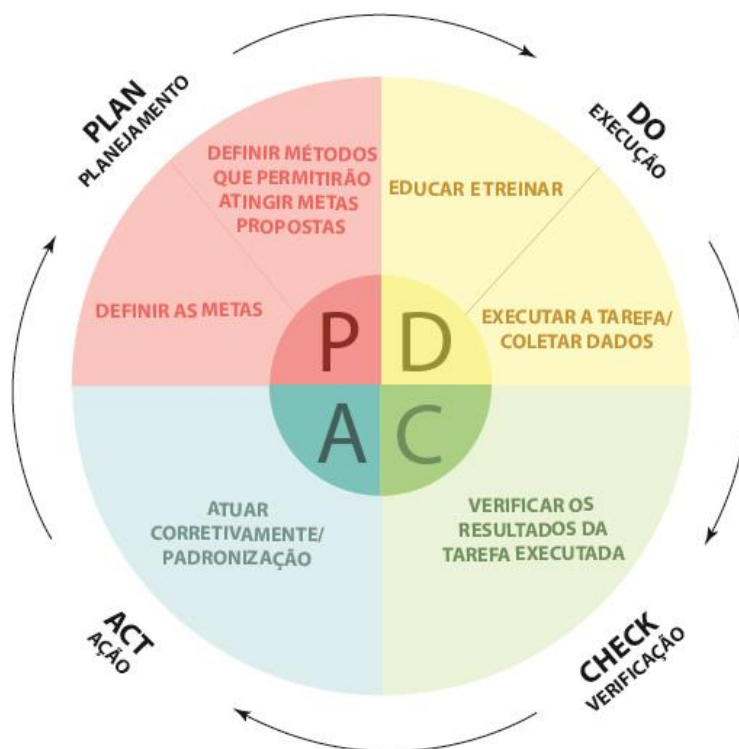 PLAN
PLANEJAMENTO
DO
EXECUÇÃO
DEFINIR MÉTODOS
QUE PERMITIRÃO
ATINGIR METAS
PROPOSTAS
EDUCAR E TREINAR
DEFINIR AS METAS
EXECUTAR A TAREFA/
COLETAR DADOS
P
D
A
C
ATUAR
CORRETIVAMENTE/
PADRONIZAÇÃO
VERIFICAR OS
RESULTADOS DA
TAREFA EXECUTADA
ACT
AÇÃO
CHECK
VERIFICAÇÃO